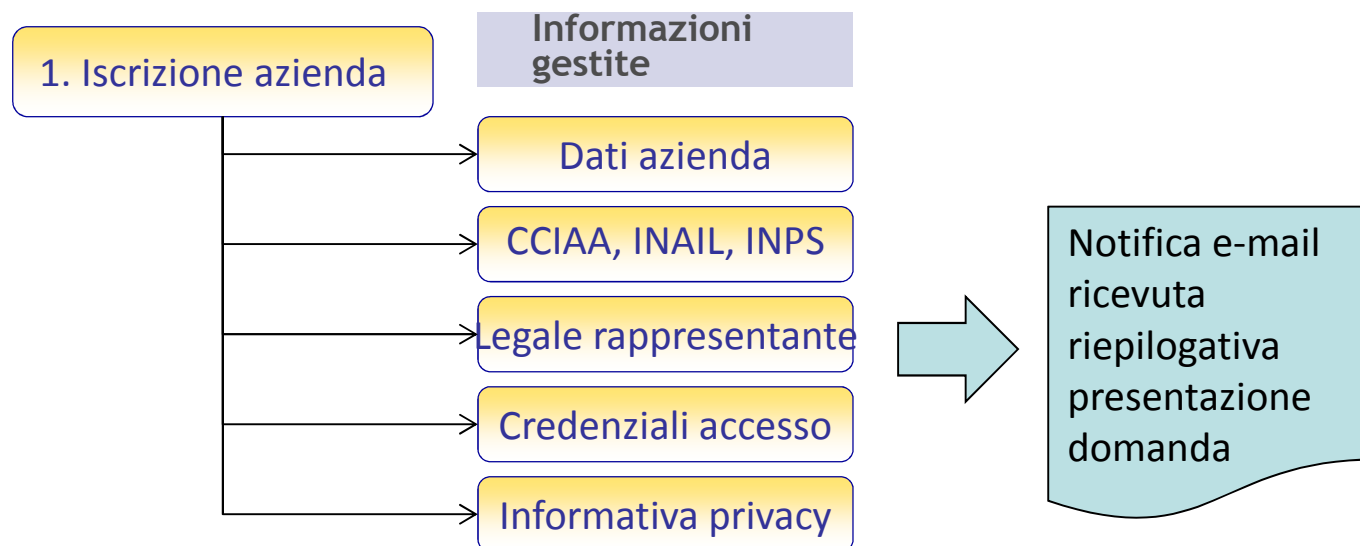 Informazioni
gestite
1. Iscrizione azienda
Dati azienda
CCIAA, INAIL, INPS
Legale rappresentante
Credenziali accesso
Informativa privacy
Notifica e-mail
ricevuta
riepilogativa
presentazione
domanda